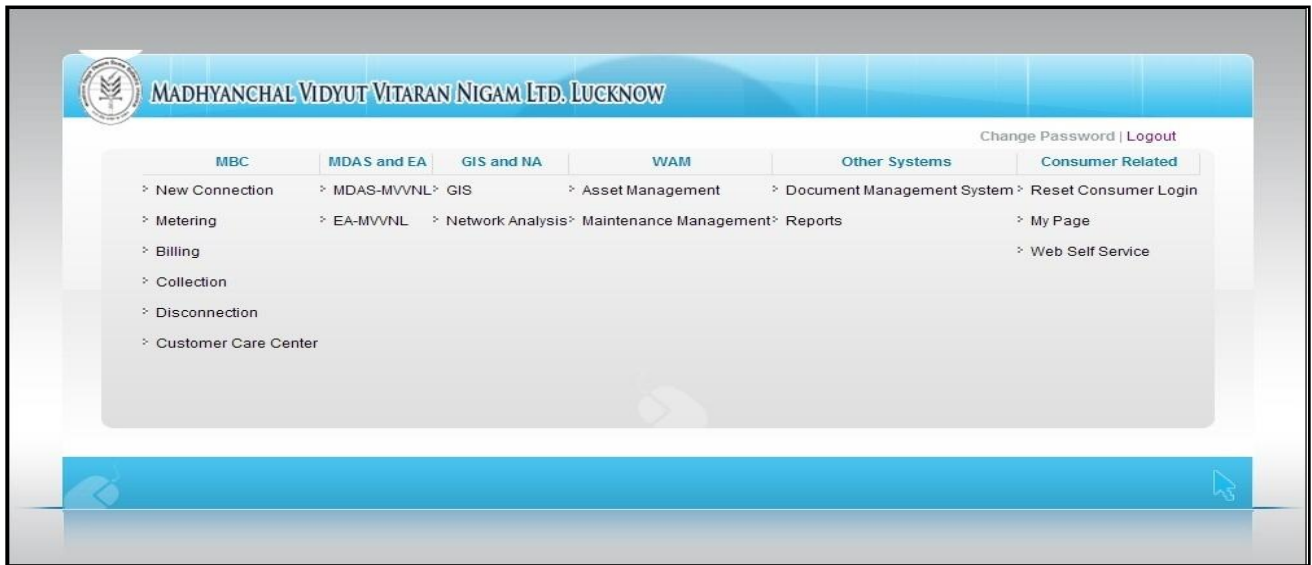 MADHYANCHAL VIDYUT VITARAN NIGAM LTD. LUCKNOW
Change Password | Logout
MBC MDAS and EA GIS and NA WAM Other Systems Consumer Related
New Connection MDAS-MVVNL GIS Asset Management Document Management System Reset Consumer Login
Metering EA-MVVNL Network Analysis Maintenance Management Reports My Page
Billing Web Self Service
Collection
Disconnection
Customer Care Center